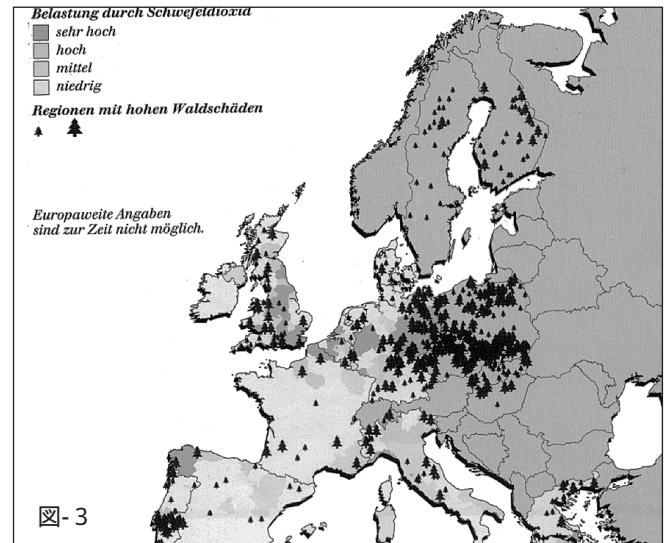 Belastung durch Schwefeldioxid
sehr hoch
hoch
mittel
niedrig
Regionen mit hohen Waldschäden
Europaweite Angaben
sind zur Zeit nicht möglich.
図-3